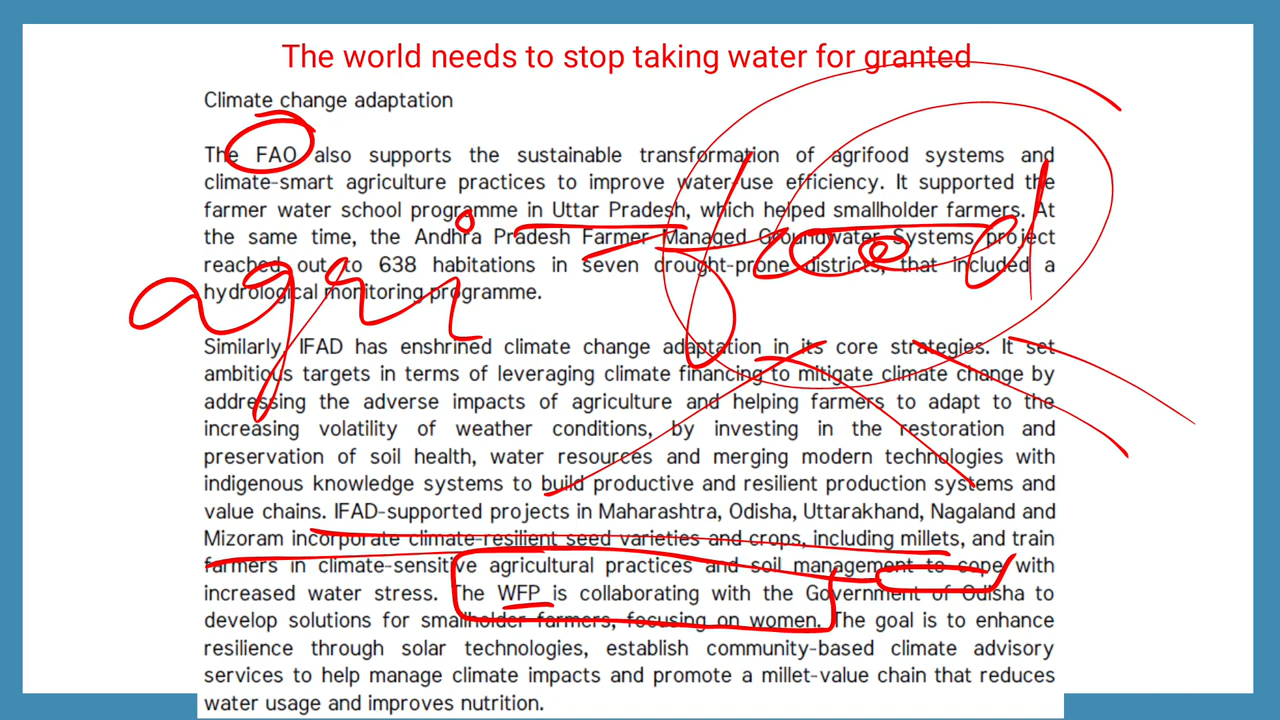 The world needs to stop taking water for granted
Climate change adaptation
The FAO also supports the sustainable transformation of agrifood systems and
climate-smart agriculture practices to improve water-use efficiency. It supported the
farmer water school programme in Uttar Pradesh, which helped smallholder farmers. At
the same time, the Andhra Pradesh Farmer Managed Groundwater Systems project
reached out to 638 habitations in seven drought-prone districts, that included a
hydrological monitoring programme.
agri - food
Similarly, IFAD has enshrined climate change adaptation in its core strategies. It set
ambitious targets in terms of leveraging climate financing to mitigate climate change by
addressing the adverse impacts of agriculture and helping farmers to adapt to the
increasing volatility of weather conditions, by investing in the restoration and
preservation of soil health, water resources and merging modern technologies with
indigenous knowledge systems to build productive and resilient production systems and
value chains. IFAD-supported projects in Maharashtra, Odisha, Uttarakhand, Nagaland and
Mizoram incorporate climate-resilient seed varieties and crops, including millets, and train
farmers in climate-sensitive agricultural practices and soil management to cope with
increased water stress. The WFP is collaborating with the Government of Odisha to
develop solutions for smallholder farmers, focusing on women. The goal is to enhance
resilience through solar technologies, establish community-based climate advisory
services to help manage climate impacts and promote a millet-value chain that reduces
water usage and improves nutrition.